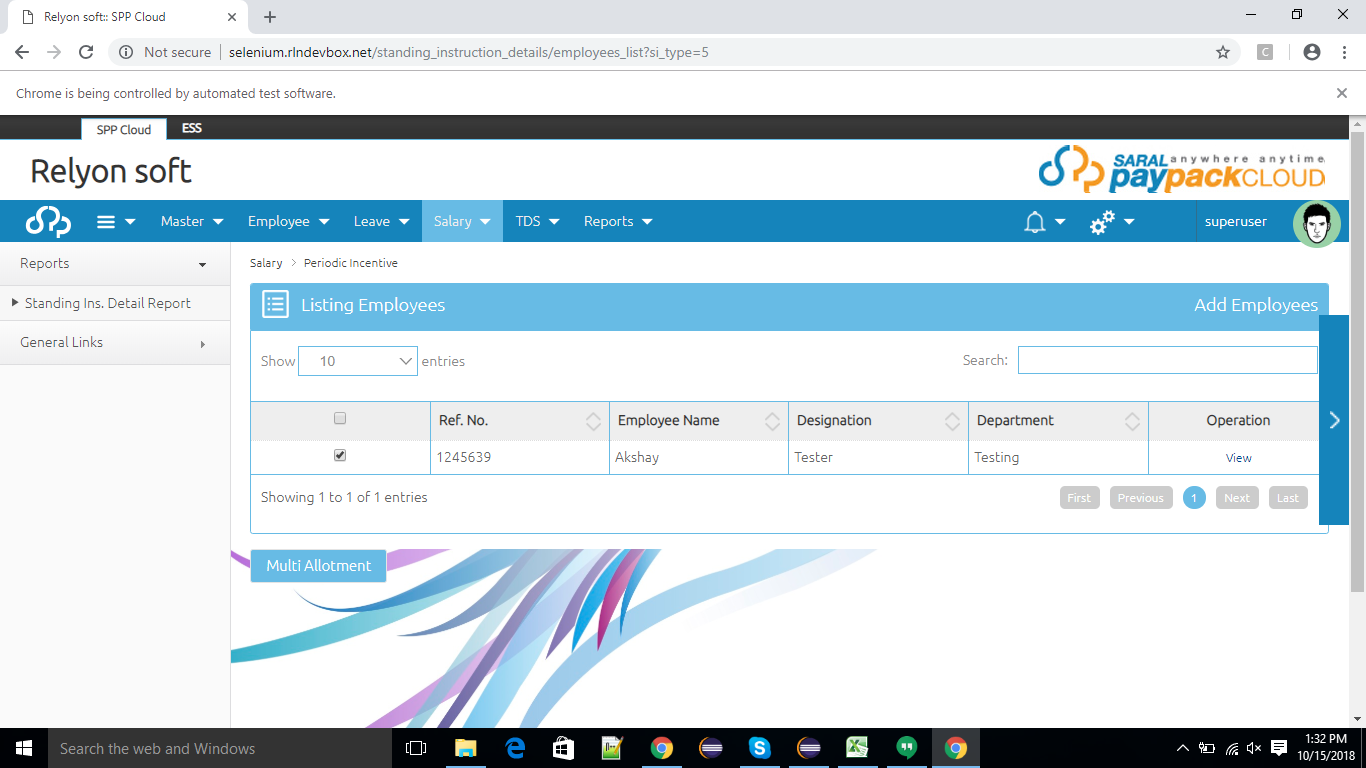 Relyon soft:: SPP Cloud
Not secure | selenium.rlndevbox.net/standing_instruction_details/employees_list?si_type=5
C
Chrome is being controlled by automated test software.
SPP Cloud ESS
Relyon soft
SARAL anywhere anytime
paypackCLOUD
Master Employee Leave Salary TDS Reports superuser
Reports
Standing Ins. Detail Report
General Links
Salary > Periodic Incentive
Listing Employees Add Employees
Show 10 entries Search:
Ref. No. Employee Name Designation Department Operation
1245639 Akshay Tester Testing View
Showing 1 to 1 of 1 entries First Previous 1 Next Last
Multi Allotment
Search the web and Windows
1:32 PM
10/15/2018